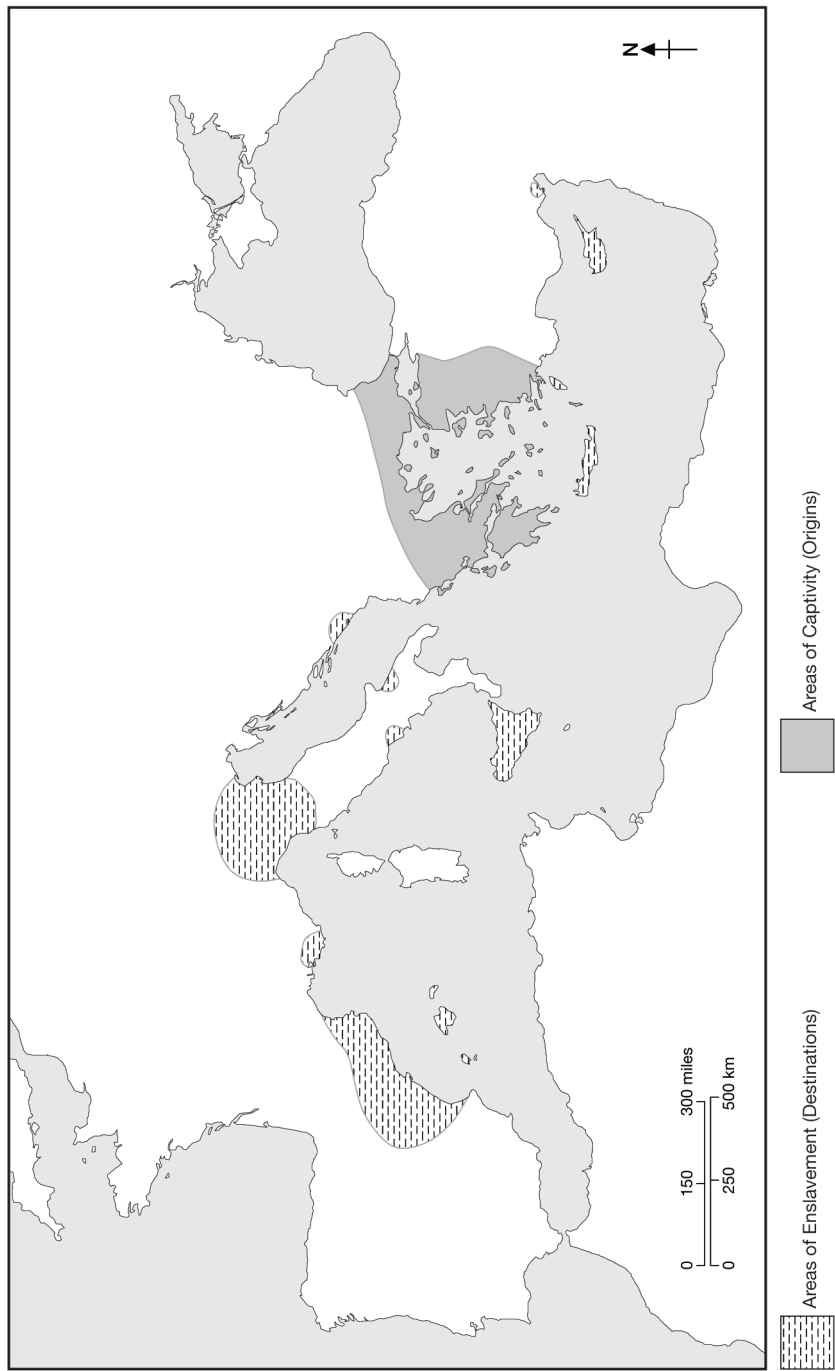 N
0 150 300 miles
0 250 500 km
Areas of Enslavement (Destinations)
Areas of Captivity (Origins)